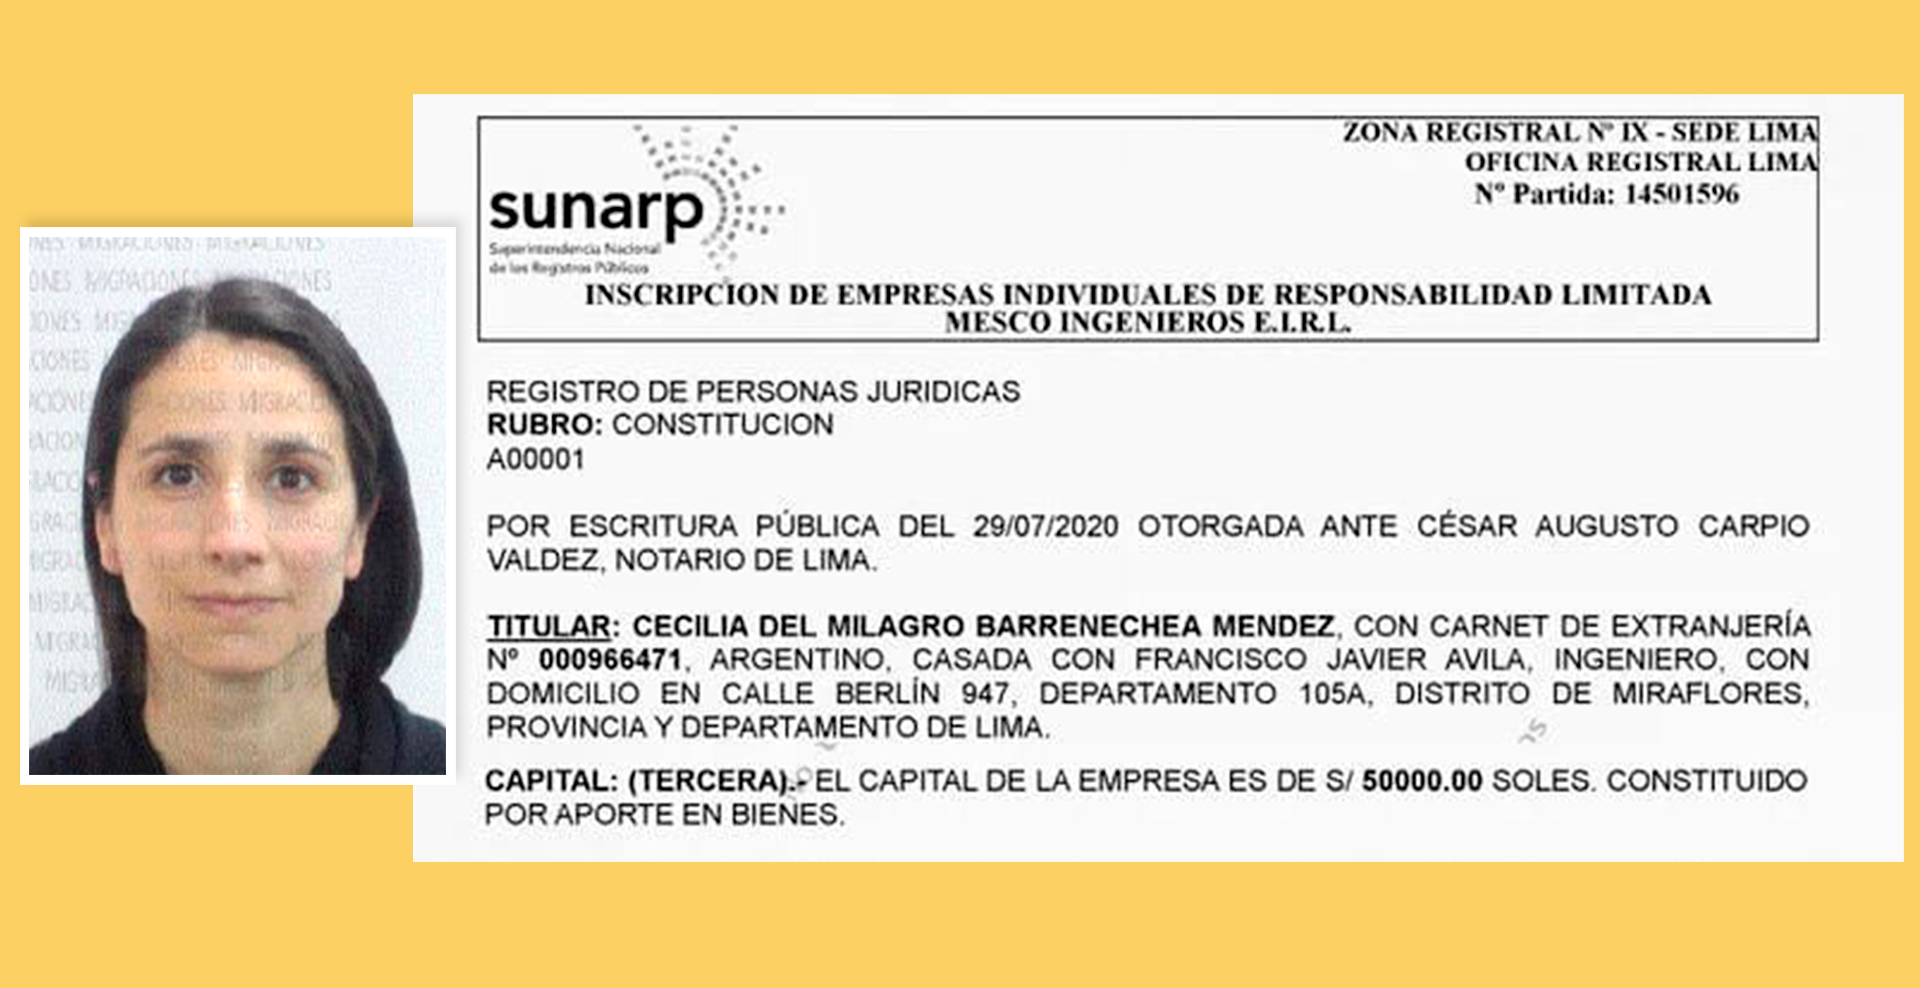 NES MIGRACIONES MIGRACIONES
ONES MIGRACIONES MIGRACIONES
ZONA REGISTRAL Nº IX - SEDE LIMA
OFICINA REGISTRAL LIMA
Nº Partida: 14501596
sunarp
Superintendencia Nacional
de los Registros Públicos
INSCRIPCION DE EMPRESAS INDIVIDUALES DE RESPONSABILIDAD LIMITADA
MESCO INGENIEROS E.I.R.L.
REGISTRO DE PERSONAS JURIDICAS
RUBRO: CONSTITUCION
A00001
POR ESCRITURA PÚBLICA DEL 29/07/2020 OTORGADA ANTE CÉSAR AUGUSTO CARPIO
VALDEZ, NOTARIO DE LIMA.
TITULAR: CECILIA DEL MILAGRO BARRENECHEA MENDEZ, CON CARNET DE EXTRANJERÍA
Nº 000966471, ARGENTINO, CASADA CON FRANCISCO JAVIER AVILA, INGENIERO, CON
DOMICILIO EN CALLE BERLÍN 947, DEPARTAMENTO 105A, DISTRITO DE MIRAFLORES,
PROVINCIA Y DEPARTAMENTO DE LIMA.
CAPITAL: (TERCERA).- EL CAPITAL DE LA EMPRESA ES DE S/ 50000.00 SOLES. CONSTITUIDO
POR APORTE EN BIENES.